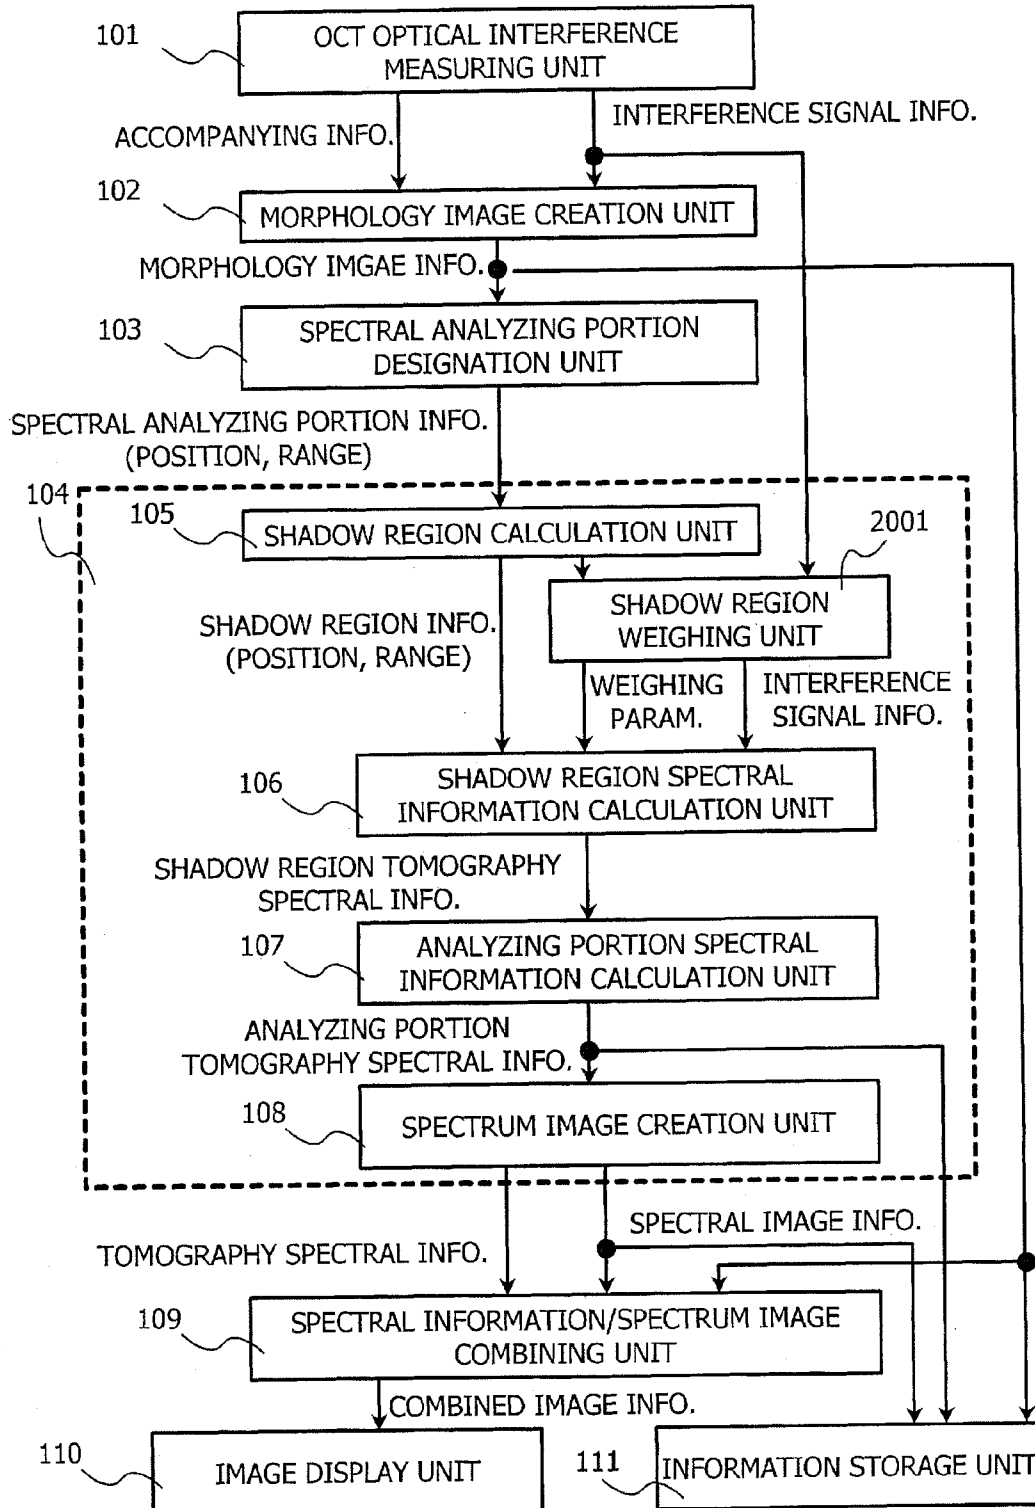 101
OCT OPTICAL INTERFERENCE
MEASURING UNIT
ACCOMPANYING INFO.
INTERFERENCE SIGNAL INFO.
102
MORPHOLOGY IMAGE CREATION UNIT
MORPHOLOGY IMGAE INFO.
103
SPECTRAL ANALYZING PORTION
DESIGNATION UNIT
SPECTRAL ANALYZING PORTION INFO.
(POSITION, RANGE)
104
105
SHADOW REGION CALCULATION UNIT
2001
SHADOW REGION
WEIGHING UNIT
SHADOW REGION INFO.
(POSITION, RANGE)
WEIGHING
PARAM.
INTERFERENCE
SIGNAL INFO.
106
SHADOW REGION SPECTRAL
INFORMATION CALCULATION UNIT
SHADOW REGION TOMOGRAPHY
SPECTRAL INFO.
107
ANALYZING PORTION SPECTRAL
INFORMATION CALCULATION UNIT
ANALYZING PORTION
TOMOGRAPHY SPECTRAL INFO.
108
SPECTRUM IMAGE CREATION UNIT
SPECTRAL IMAGE INFO.
TOMOGRAPHY SPECTRAL INFO.
109
SPECTRAL INFORMATION/SPECTRUM IMAGE
COMBINING UNIT
COMBINED IMAGE INFO.
110
IMAGE DISPLAY UNIT
111
INFORMATION STORAGE UNIT